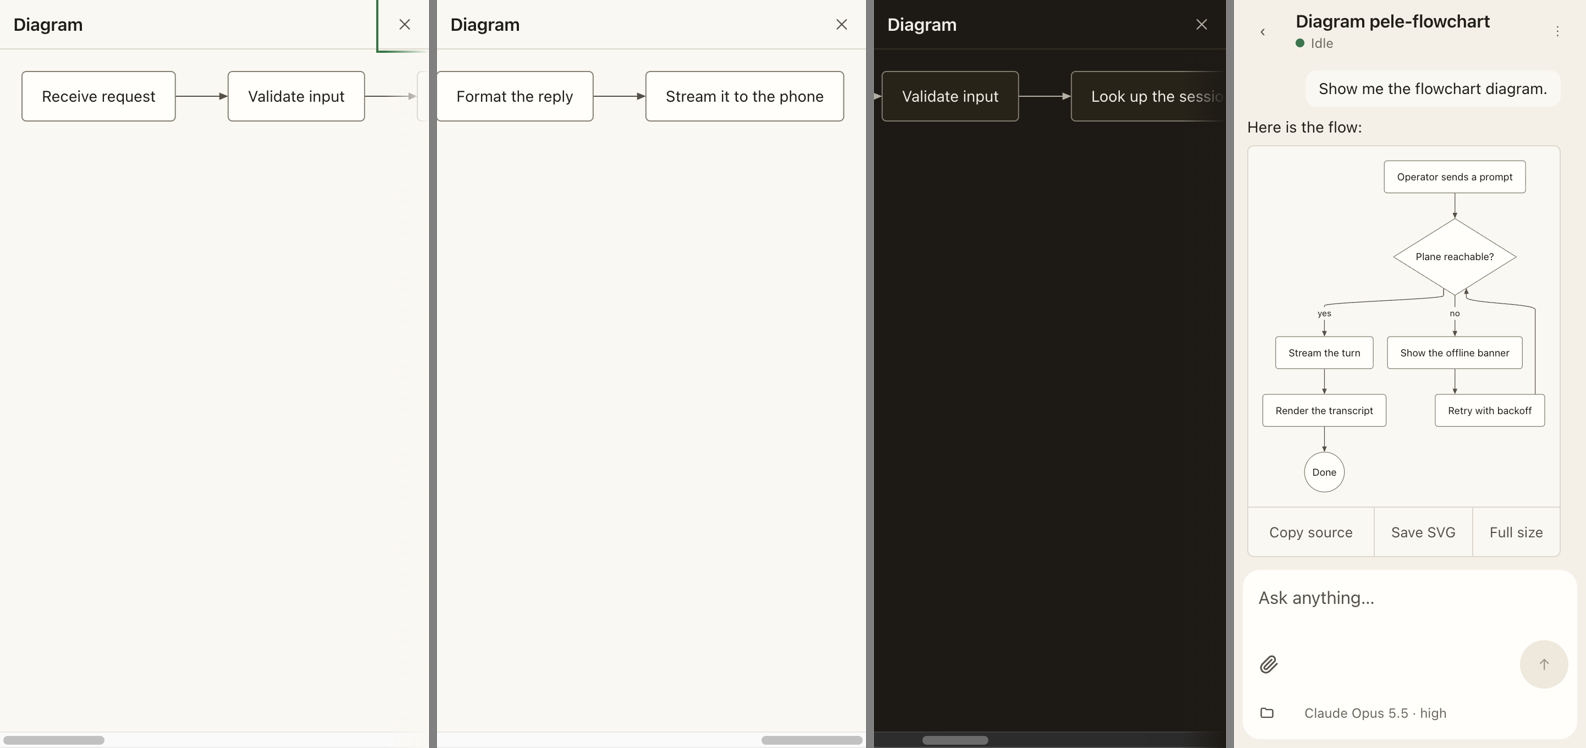 Diagram
Receive request
Validate input
Diagram
Format the reply
Stream it to the phone
Diagram
Validate input
Look up the sessio
Diagram pele-flowchart
Idle
Show me the flowchart diagram.
Here is the flow:
Operator sends a prompt
Plane reachable?
yes
no
Stream the turn
Show the offline banner
Render the transcript
Retry with backoff
Done
Copy source
Save SVG
Full size
Ask anything...
Claude Opus 5.5 · high